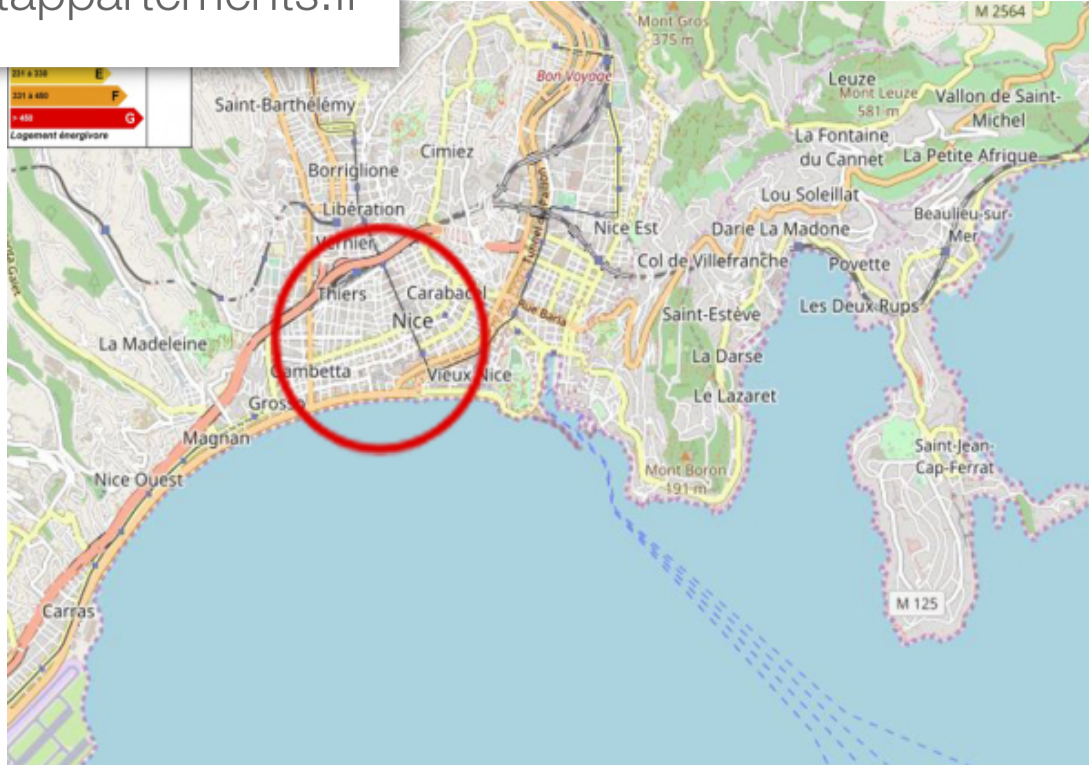 tappartements.fr
231 à 330 E
331 à 450 F
> 450 G
Logement énergivore
Mont Gros
375 m
M 2564
Bon Voyage
Leuze
Mont Leuze
581 m
Vallon de Saint-
Michel
Saint-Barthélémy
La Fontaine
du Cannet
La Petite Afrique
Cimiez
Borriglione
Lou Soleillat
Libération
Beaulieu-sur-
Mer
Vernier
Nice Est
Darie La Madone
Col de Villefranche
Povette
Thiers
Carabacel
Rue Barla
Saint-Estève
Les Deux Rups
Nice
La Madeleine
La Darse
Gambetta
Vieux Nice
Le Lazaret
Grosso
Magnan
Saint-Jean-
Cap-Ferrat
Nice Ouest
Mont Boron
191 m
M 125
Carras